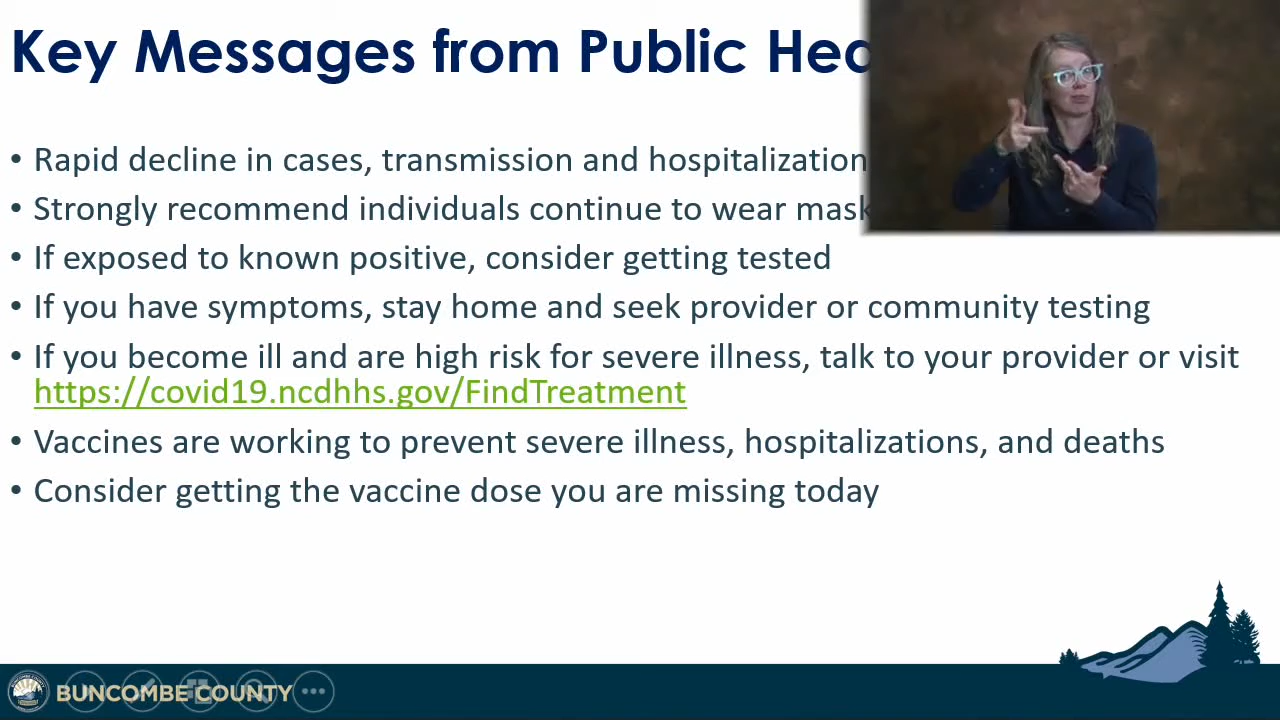 Key Messages from Public Hea
• Rapid decline in cases, transmission and hospitalization
• Strongly recommend individuals continue to wear mask
• If exposed to known positive, consider getting tested
• If you have symptoms, stay home and seek provider or community testing
• If you become ill and are high risk for severe illness, talk to your provider or visit
https://covid19.ncdhhs.gov/FindTreatment
• Vaccines are working to prevent severe illness, hospitalizations, and deaths
• Consider getting the vaccine dose you are missing today
BUNCOMBE COUNTY